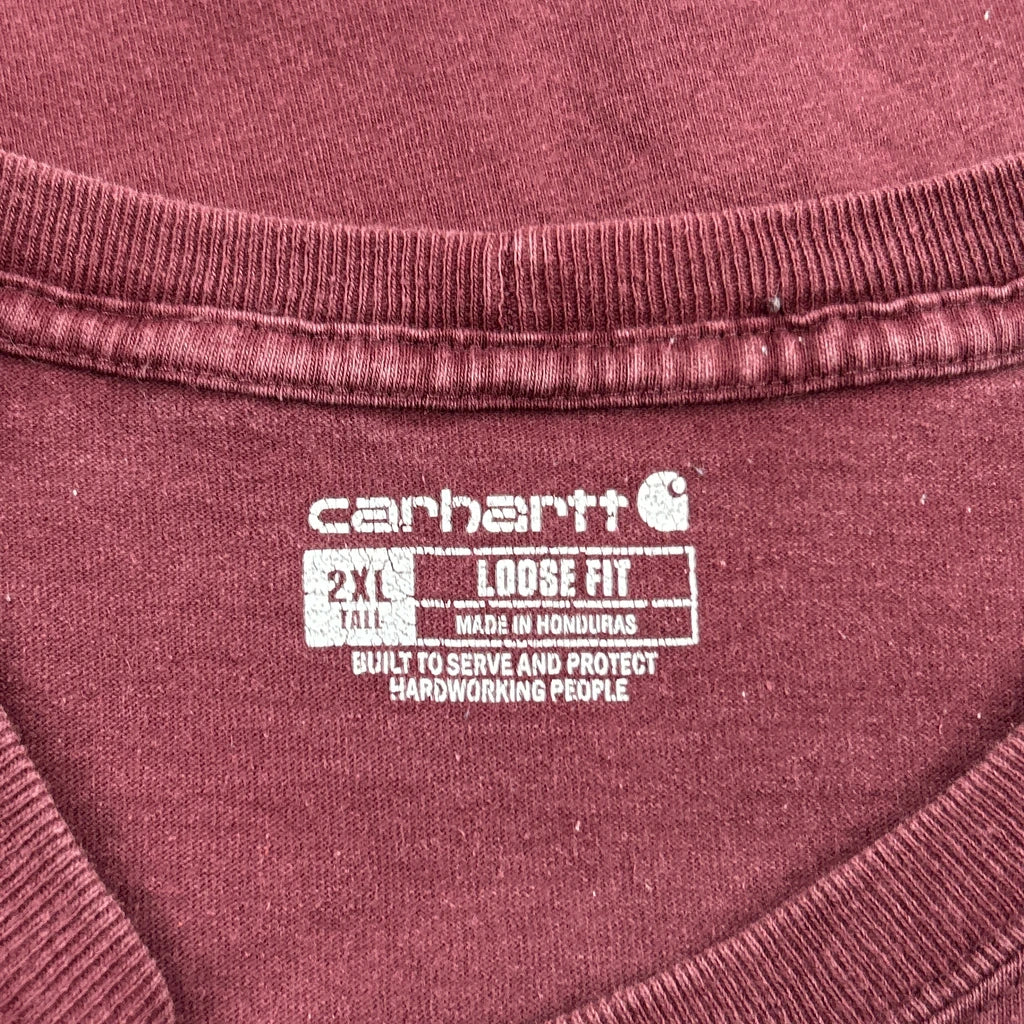 carhartt
2XL
TALL
LOOSE FIT
MADE IN HONDURAS
BUILT TO SERVE AND PROTECT
HARDWORKING PEOPLE